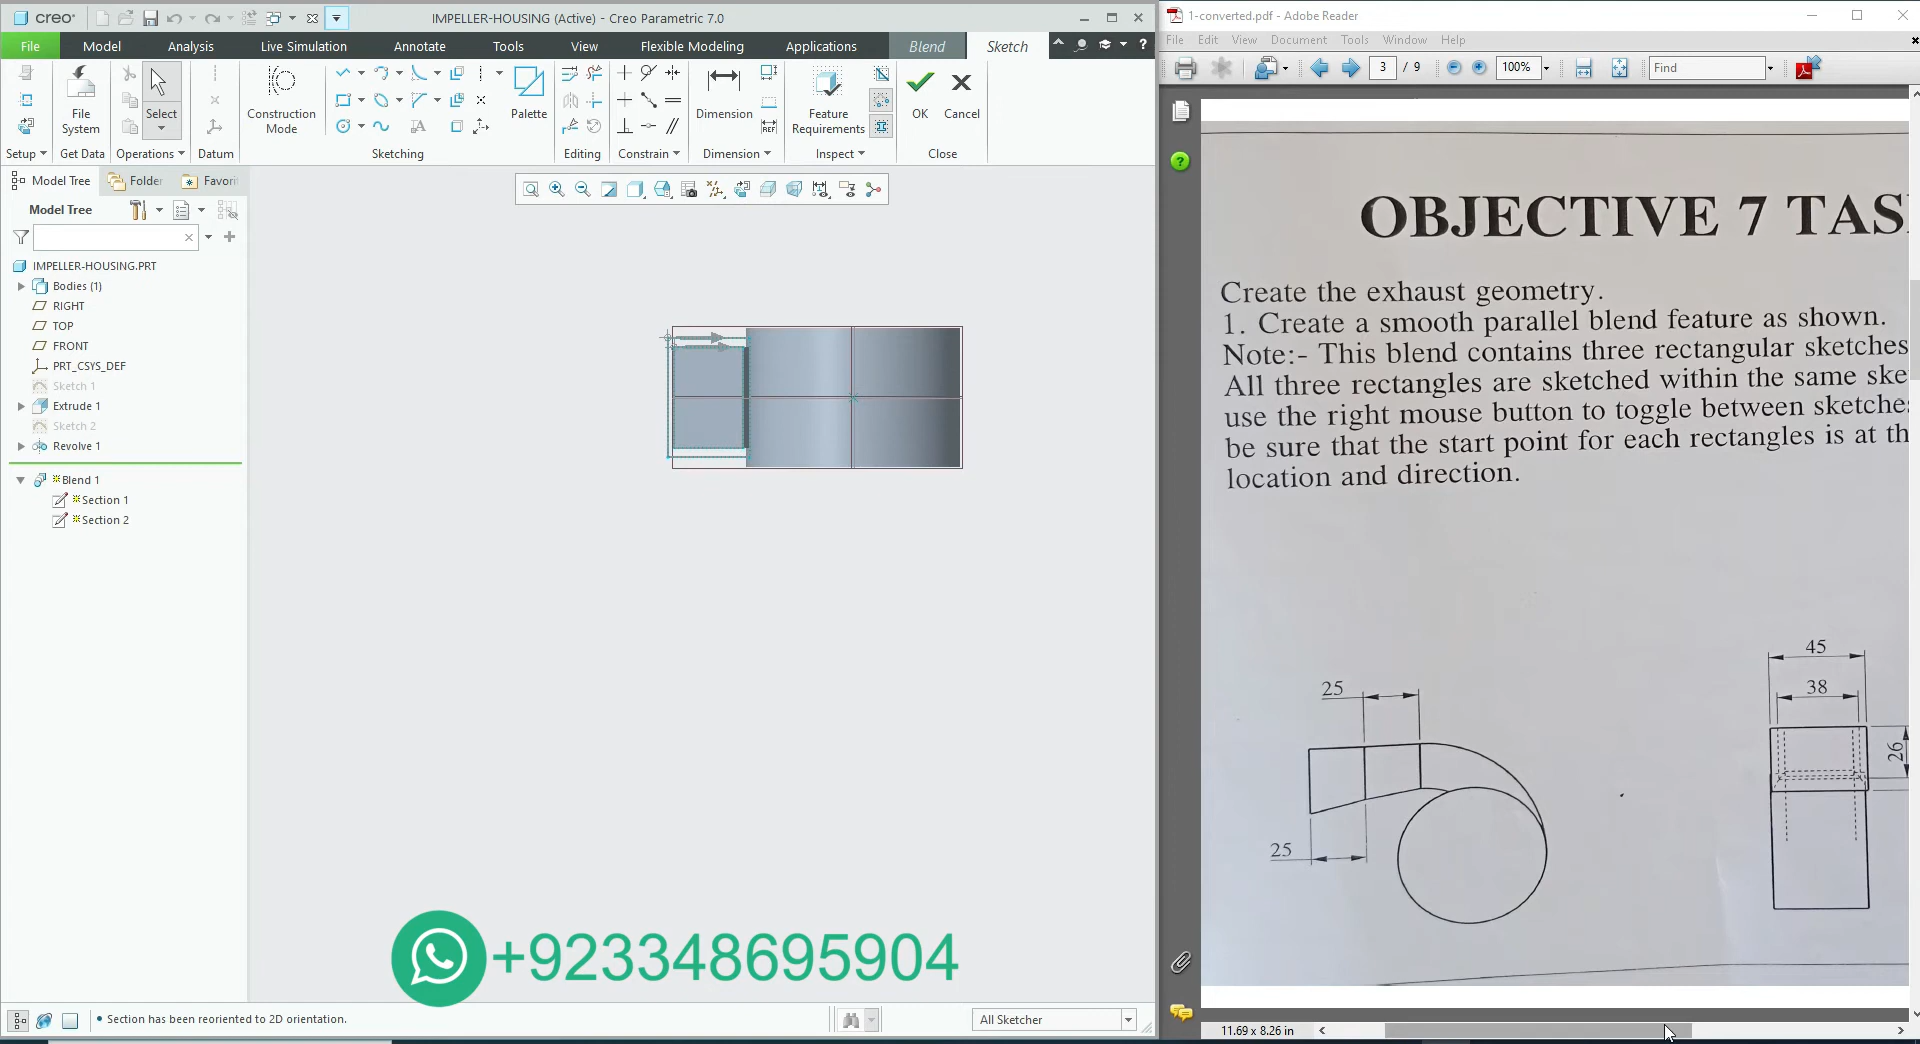 creo
IMPELLER-HOUSING (Active) - Creo Parametric 7.0
File
Model
Analysis
Live Simulation
Annotate
Tools
View
Flexible Modeling
Applications
Blend
Sketch
File System
Select
Construction Mode
Palette
Dimension
Feature Requirements
OK
Cancel
Setup
Get Data
Operations
Datum
Sketching
Editing
Constrain
Dimension
Inspect
Close
Model Tree
Folder
Favori
Model Tree
IMPELLER-HOUSING.PRT
Bodies (1)
RIGHT
TOP
FRONT
PRT_CSYS_DEF
Sketch 1
Extrude 1
Sketch 2
Revolve 1
Blend 1
Section 1
Section 2
+923348695904
Section has been reoriented to 2D orientation.
All Sketcher
1-converted.pdf - Adobe Reader
File Edit View Document Tools Window Help
3 / 9
100%
Find
OBJECTIVE 7 TAS
Create the exhaust geometry.
1. Create a smooth parallel blend feature as shown.
Note:- This blend contains three rectangular sketches
All three rectangles are sketched within the same ske
use the right mouse button to toggle between sketches
be sure that the start point for each rectangles is at th
location and direction.
45
38
25
26
25
11.69 x 8.26 in